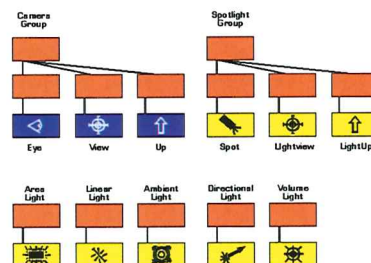 Camera
Group
Spotlight
Group
Eye
View
Up
Spot
Lightview
LightUp
Area
Light
Linear
Light
Ambient
Light
Directional
Light
Volume
Light